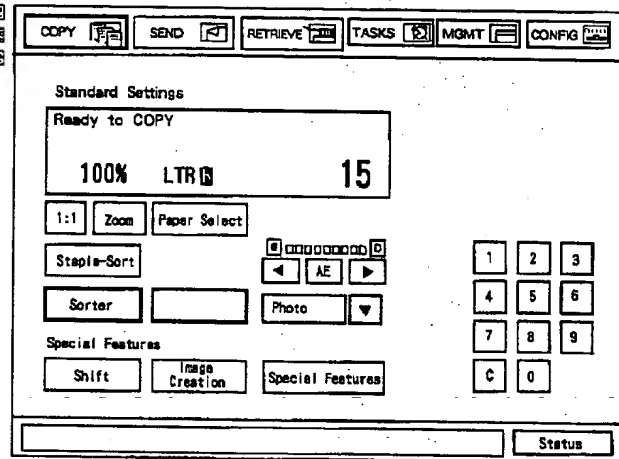 COPY SEND RETRIEVE TASKS MGMT CONFIG
Standard Settings
Ready to COPY
100% LTR R 15
1:1 Zoom Paper Select
Staple-Sort
AE
Sorter Photo
Special Features
Shift Image Creation Special Features
1 2 3
4 5 6
7 8 9
C 0
Status